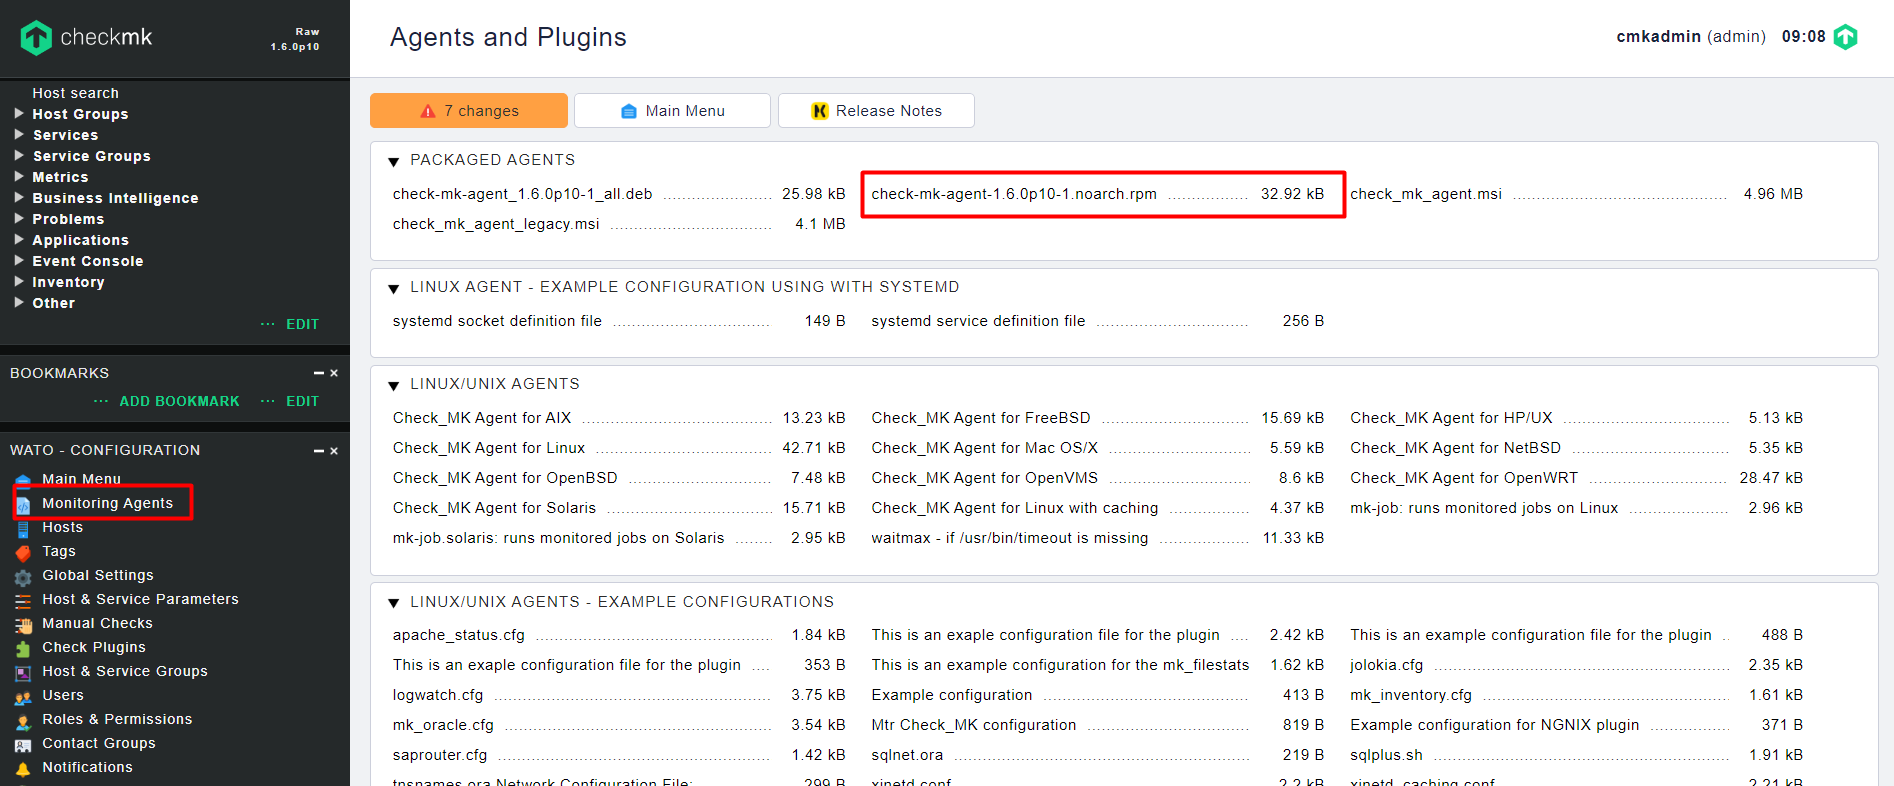 checkmk
Raw
1.6.0p10
Host search
Host Groups
Services
Service Groups
Metrics
Business Intelligence
Problems
Applications
Event Console
Inventory
Other
... EDIT
BOOKMARKS
... ADD BOOKMARK ... EDIT
WATO - CONFIGURATION
Main Menu
Monitoring Agents
Hosts
Tags
Global Settings
Host & Service Parameters
Manual Checks
Check Plugins
Host & Service Groups
Users
Roles & Permissions
Contact Groups
Notifications
Agents and Plugins
cmkadmin (admin) 09:08
7 changes Main Menu Release Notes
PACKAGED AGENTS
check-mk-agent_1.6.0p10-1_all.deb 25.98 kB check-mk-agent-1.6.0p10-1.noarch.rpm 32.92 kB check_mk_agent.msi 4.96 MB
check_mk_agent_legacy.msi 4.1 MB
LINUX AGENT - EXAMPLE CONFIGURATION USING WITH SYSTEMD
systemd socket definition file 149 B systemd service definition file 256 B
LINUX/UNIX AGENTS
Check_MK Agent for AIX 13.23 kB Check_MK Agent for FreeBSD 15.69 kB Check_MK Agent for HP/UX 5.13 kB
Check_MK Agent for Linux 42.71 kB Check_MK Agent for Mac OS/X 5.59 kB Check_MK Agent for NetBSD 5.35 kB
Check_MK Agent for OpenBSD 7.48 kB Check_MK Agent for OpenVMS 8.6 kB Check_MK Agent for OpenWRT 28.47 kB
Check_MK Agent for Solaris 15.71 kB Check_MK Agent for Linux with caching 4.37 kB mk-job: runs monitored jobs on Linux 2.96 kB
mk-job.solaris: runs monitored jobs on Solaris 2.95 kB waitmax - if /usr/bin/timeout is missing 11.33 kB
LINUX/UNIX AGENTS - EXAMPLE CONFIGURATIONS
apache_status.cfg 1.84 kB This is an exaple configuration file for the plugin 2.42 kB This is an example configuration file for the plugin 488 B
This is an exaple configuration file for the plugin 353 B This is an example configuration for the mk_filestats 1.62 kB jolokia.cfg 2.35 kB
logwatch.cfg 3.75 kB Example configuration 413 B mk_inventory.cfg 1.61 kB
mk_oracle.cfg 3.54 kB Mtr Check_MK configuration 819 B Example configuration for NGNIX plugin 371 B
saprouter.cfg 1.42 kB sqlnet.ora 219 B sqlplus.sh 1.91 kB
tnsnames.ora Network Configuration File: 299 B xinetd.conf 2.2 kB xinetd_caching.conf 2.21 kB